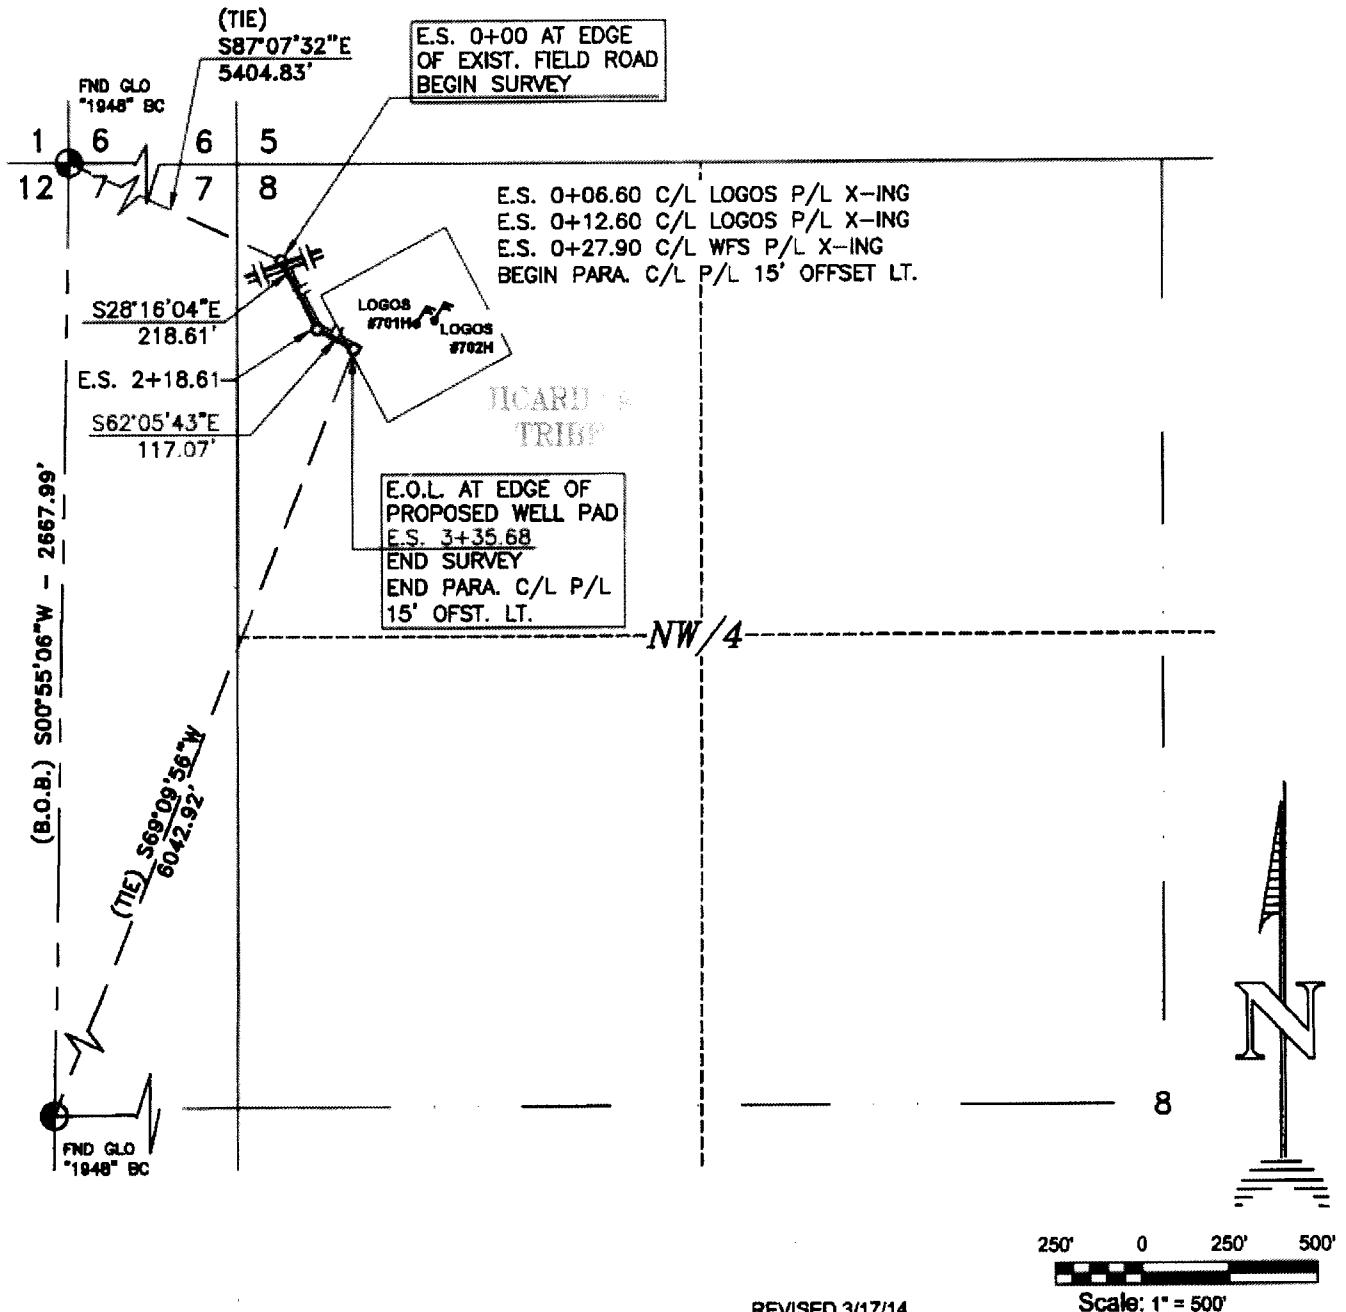 (TIE)
S87°07'32"E
5404.83'
E.S. 0+00 AT EDGE
OF EXIST. FIELD ROAD
BEGIN SURVEY
FND GLO
"1948" BC
1 6 6 5
12 7 7 8
E.S. 0+06.60 C/L LOGOS P/L X-ING
E.S. 0+12.60 C/L LOGOS P/L X-ING
E.S. 0+27.90 C/L WFS P/L X-ING
BEGIN PARA. C/L P/L 15' OFFSET LT.
S28°16'04"E
218.61'
LOGOS
#701H
LOGOS
#702H
E.S. 2+18.61
S62°05'43"E
117.07'
TRIBE
E.O.L. AT EDGE OF
PROPOSED WELL PAD
E.S. 3+35.68
END SURVEY
END PARA. C/L P/L
15' OFST. LT.
(B.O.B.) S00°55'06"W - 2667.99'
NW/4
(TIE) S69°09'56"W
6042.92'
N
8
FND GLO
"1948" BC
250' 0 250' 500'
Scale: 1" = 500'
REVISED 3/17/14